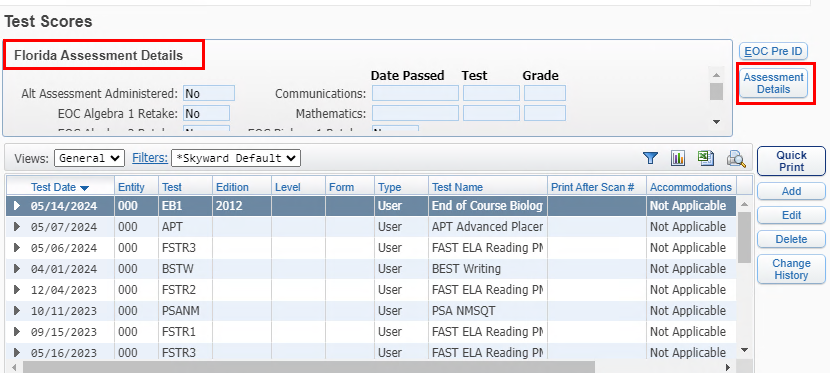 Test Scores
Florida Assessment Details
EOC Pre ID
Date Passed Test Grade
Assessment Details
Alt Assessment Administered: No Communications:
EOC Algebra 1 Retake: No Mathematics:
Views: General Filters: *Skyward Default
Quick Print
Test Date Entity Test Edition Level Form Type Test Name Print After Scan # Accommodations
05/14/2024 000 EB1 2012 User End of Course Biolog Not Applicable
Add
05/07/2024 000 APT User APT Advanced Placer Not Applicable
Edit
05/06/2024 000 FSTR3 User FAST ELA Reading PM Not Applicable
Delete
04/01/2024 000 BSTW User BEST Writing Not Applicable
Change History
12/04/2023 000 FSTR2 User FAST ELA Reading PM Not Applicable
10/11/2023 000 PSANM User PSA NMSQT Not Applicable
09/15/2023 000 FSTR1 User FAST ELA Reading PM Not Applicable
05/16/2023 000 FSTR3 User FAST ELA Reading PM Not Applicable